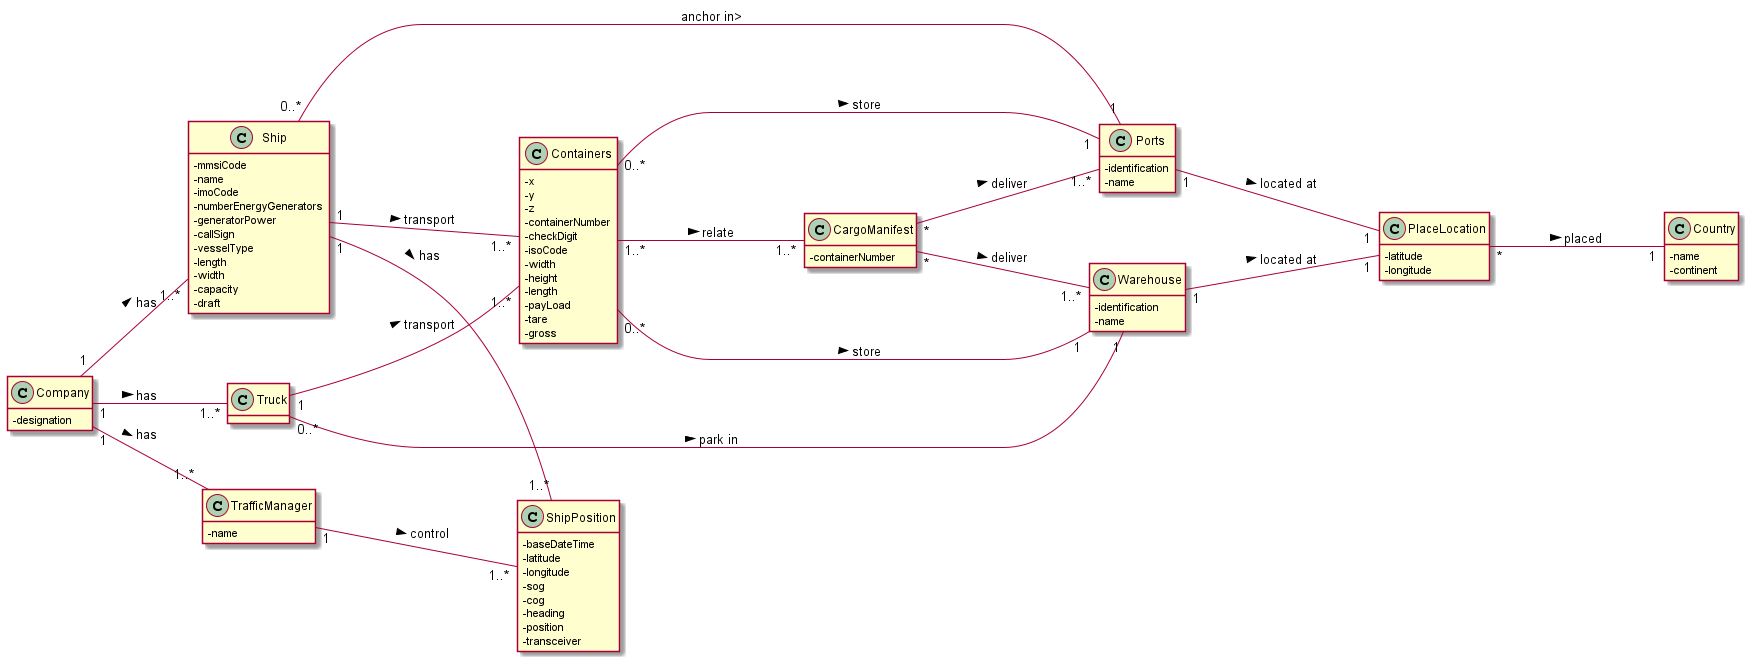 anchor in>
0..*
1
C Ship
-mmsiCode
-name
-imoCode
-numberEnergyGenerators
-generatorPower
-callSign
-vesselType
-length
-width
-capacity
-draft
C Containers
-x
-y
-z
-containerNumber
-checkDigit
-isoCode
-width
-height
-length
-payLoad
-tare
-gross
C Ports
-identification
-name
C CargoManifest
-containerNumber
C Warehouse
-identification
-name
C PlaceLocation
-latitude
-longitude
C Country
-name
-continent
C Company
-designation
C Truck
C TrafficManager
-name
C ShipPosition
-baseDateTime
-latitude
-longitude
-sog
-cog
-heading
-position
-transceiver
1
has
1..*
1
has
1..*
1
has
1..*
1
transport
1..*
1
has
1..*
1
transport
1..*
0..*
park in
1
1
control
1..*
0..*
store
1
1..*
relate
1..*
0..*
store
1
*
deliver
1..*
*
deliver
1..*
1
located at
1
1
located at
1
*
placed
1